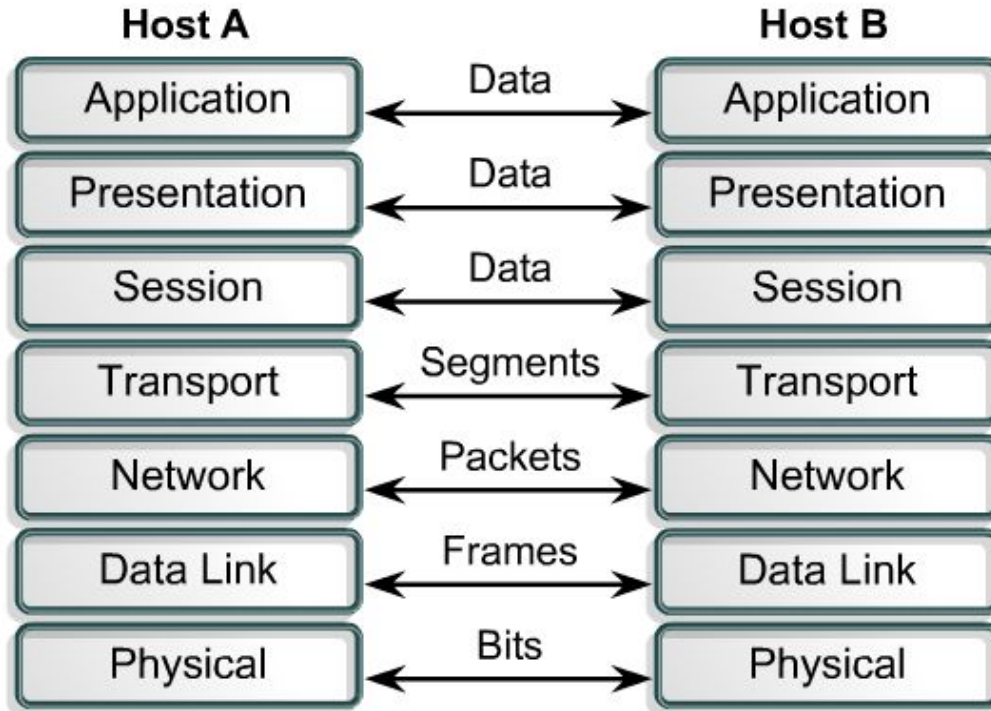 Host A Host B
Application Data Application
Presentation Data Presentation
Session Data Session
Transport Segments Transport
Network Packets Network
Data Link Frames Data Link
Physical Bits Physical